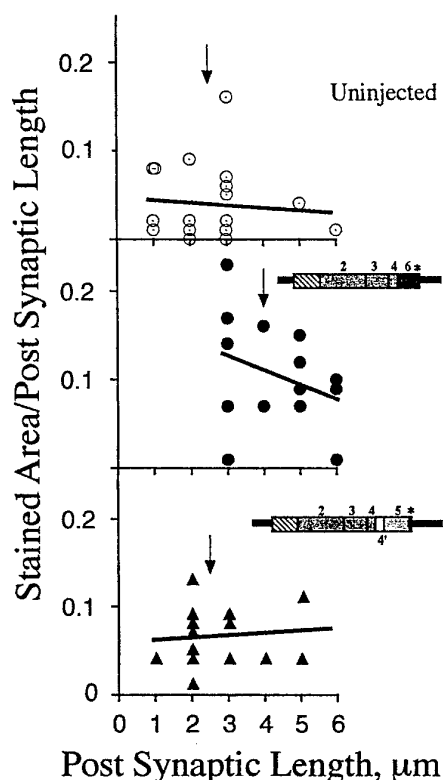 Stained Area/Post Synaptic Length
0.2
Uninjected
0.1
2 3 4 6 *
0.2
0.1
2 3 4 5 *
4'
0.2
0.1
0
0 1 2 3 4 5 6
Post Synaptic Length, μm